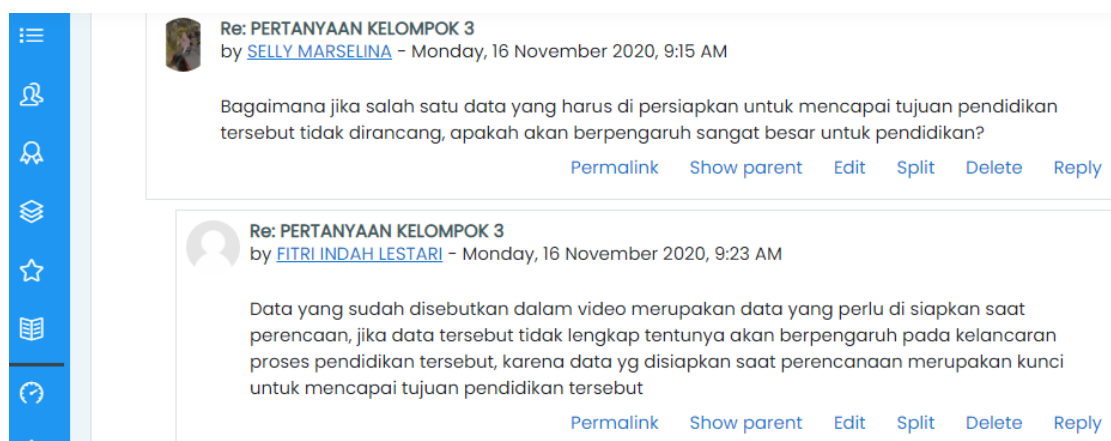 Re: PERTANYAAN KELOMPOK 3
by SELLY MARSELINA - Monday, 16 November 2020, 9:15 AM
Bagaimana jika salah satu data yang harus di persiapkan untuk mencapai tujuan pendidikan
tersebut tidak dirancang, apakah akan berpengaruh sangat besar untuk pendidikan?
Permalink Show parent Edit Split Delete Reply
Re: PERTANYAAN KELOMPOK 3
by FITRI INDAH LESTARI - Monday, 16 November 2020, 9:23 AM
Data yang sudah disebutkan dalam video merupakan data yang perlu di siapkan saat
perencaan, jika data tersebut tidak lengkap tentunya akan berpengaruh pada kelancaran
proses pendidikan tersebut, karena data yg disiapkan saat perencanaan merupakan kunci
untuk mencapai tujuan pendidikan tersebut
Permalink Show parent Edit Split Delete Reply